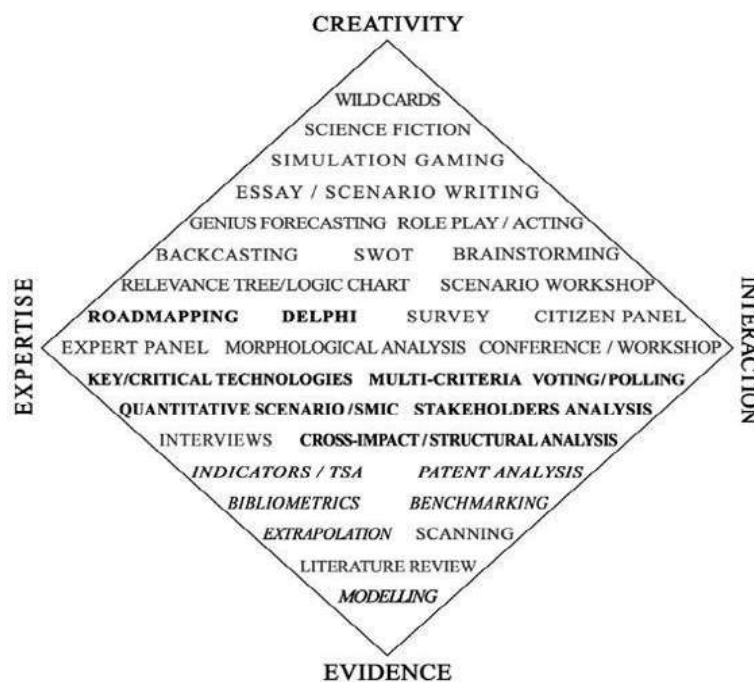 CREATIVITY
WILD CARDS
SCIENCE FICTION
SIMULATION GAMING
ESSAY / SCENARIO WRITING
GENIUS FORECASTING ROLE PLAY / ACTING
BACKCASTING SWOT BRAINSTORMING
RELEVANCE TREE/LOGIC CHART SCENARIO WORKSHOP
ROADMAPPING DELPHI SURVEY CITIZEN PANEL
EXPERT PANEL MORPHOLOGICAL ANALYSIS CONFERENCE / WORKSHOP
KEY/CRITICAL TECHNOLOGIES MULTI-CRITERIA VOTING/POLLING
QUANTITATIVE SCENARIO/SMIC STAKEHOLDERS ANALYSIS
INTERVIEWS CROSS-IMPACT/STRUCTURAL ANALYSIS
INDICATORS / TSA PATENT ANALYSIS
BIBLIOMETRICS BENCHMARKING
EXTRAPOLATION SCANNING
LITERATURE REVIEW
MODELLING
EVIDENCE
EXPERTISE
INTERACTION